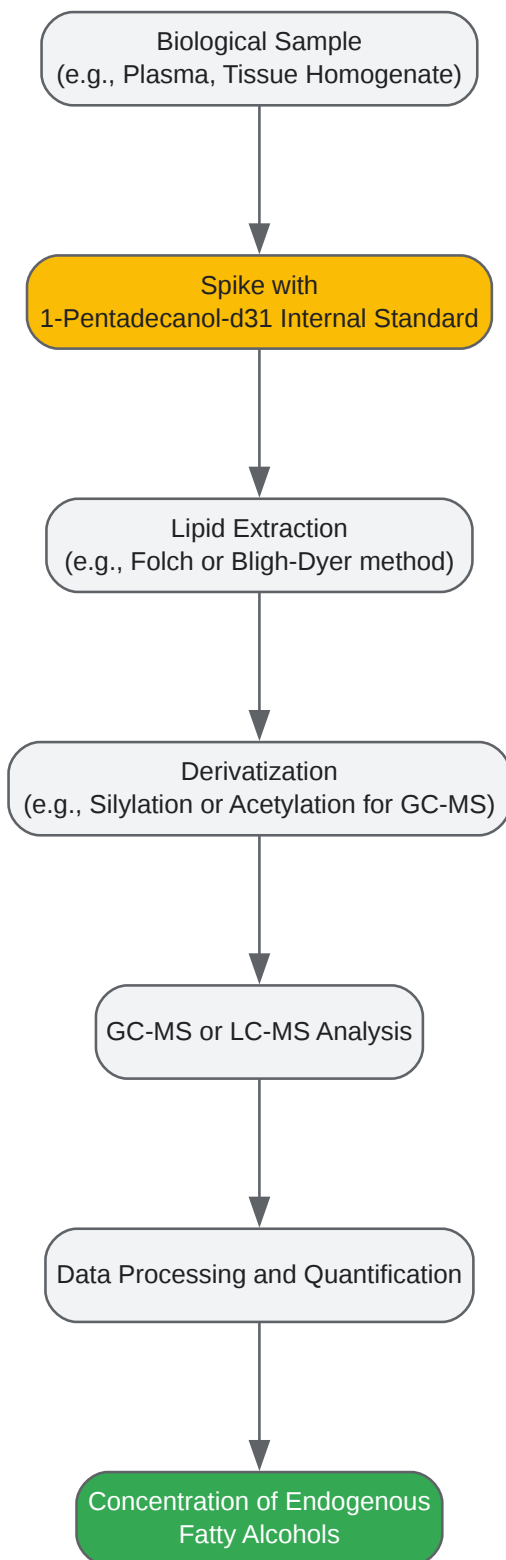 Biological Sample
(e.g., Plasma, Tissue Homogenate)
Spike with
1-Pentadecanol-d31 Internal Standard
Lipid Extraction
(e.g., Folch or Bligh-Dyer method)
Derivatization
(e.g., Silylation or Acetylation for GC-MS)
GC-MS or LC-MS Analysis
Data Processing and Quantification
Concentration of Endogenous
Fatty Alcohols